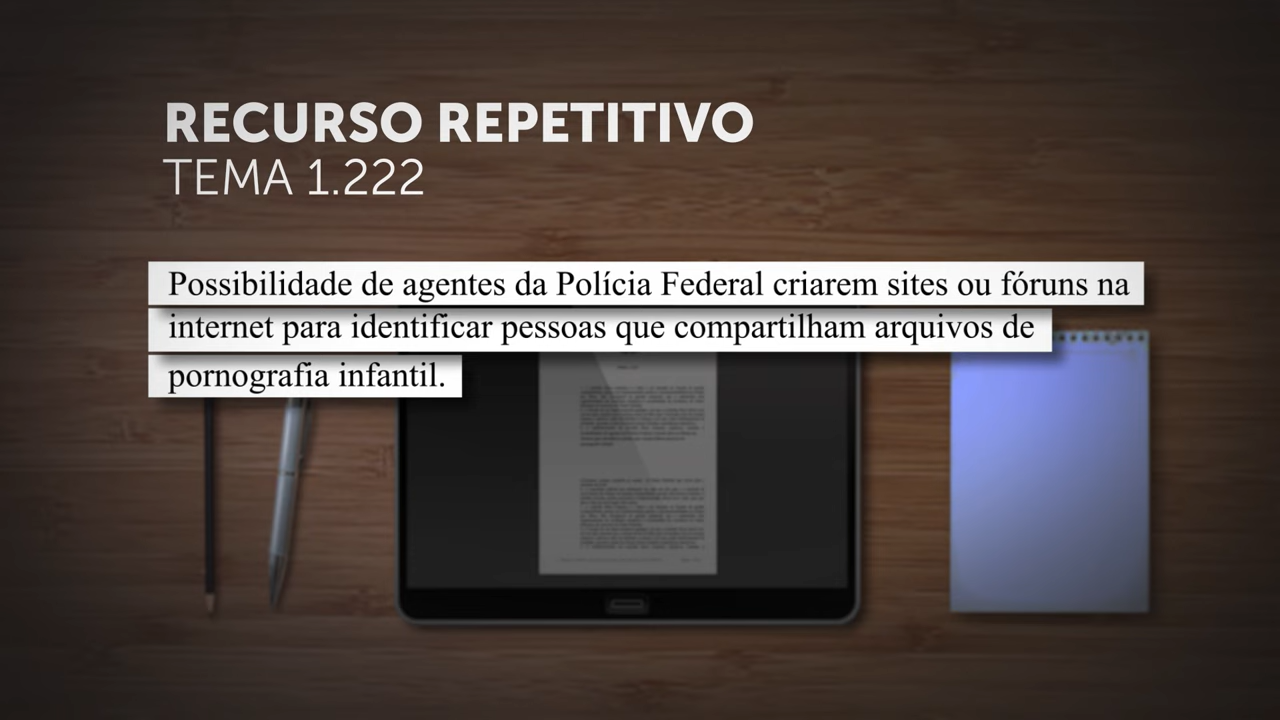 RECURSO REPETITIVO
TEMA 1.222
Possibilidade de agentes da Polícia Federal criarem sites ou fóruns na
internet para identificar pessoas que compartilham arquivos de
pornografia infantil.